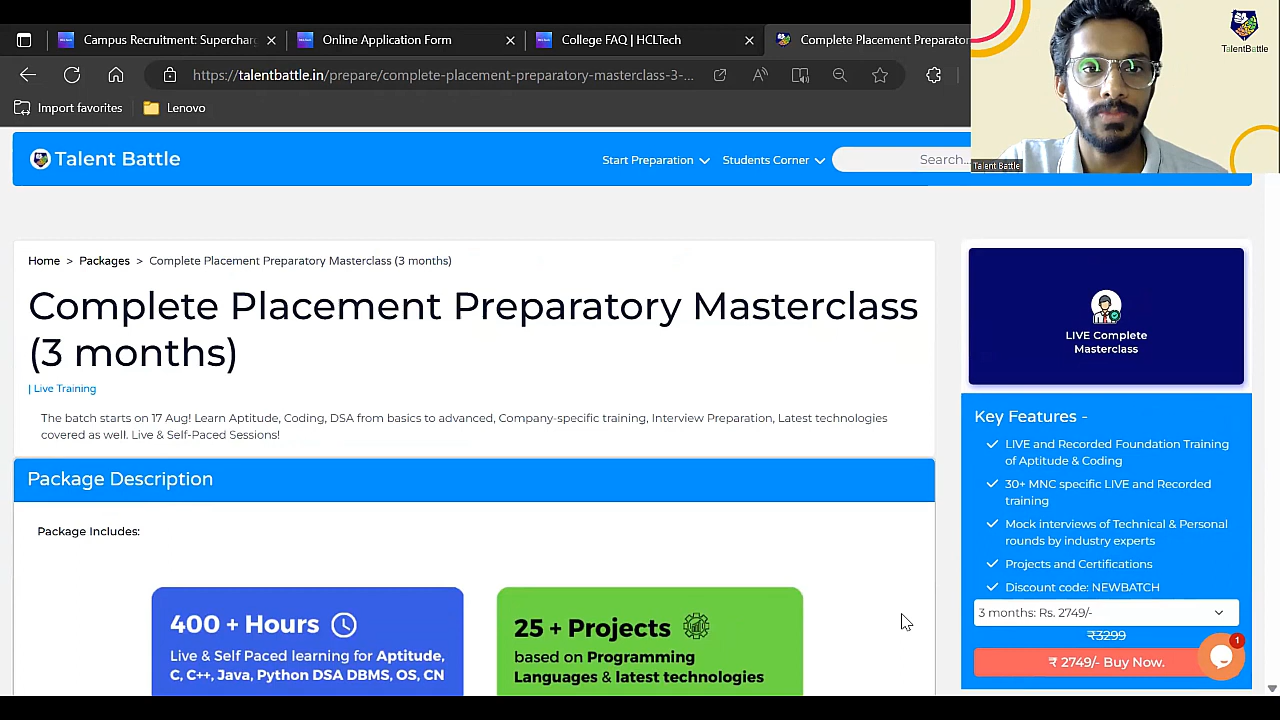 Campus Recruitment: Superchar
Online Application Form
College FAQ | HCLTech
Complete Placement Preparator
TalentBattle
https://talentbattle.in/prepare/complete-placement-preparatory-masterclass-3-...
Import favorites
Lenovo
Talent Battle
Talent Battle
Start Preparation
Students Corner
Search...
Home > Packages > Complete Placement Preparatory Masterclass (3 months)
Complete Placement Preparatory Masterclass
(3 months)
| Live Training
The batch starts on 17 Aug! Learn Aptitude, Coding, DSA from basics to advanced, Company-specific training, Interview Preparation, Latest technologies
covered as well. Live & Self-Paced Sessions!
Package Description
Package Includes:
400 + Hours
Live & Self Paced learning for Aptitude,
C, C++, Java, Python DSA DBMS, OS, CN
25 + Projects
based on Programming
Languages & latest technologies
LIVE Complete
Masterclass
Key Features -
LIVE and Recorded Foundation Training
of Aptitude & Coding
30+ MNC specific LIVE and Recorded
training
Mock interviews of Technical & Personal
rounds by industry experts
Projects and Certifications
Discount code: NEWBATCH
3 months: Rs. 2749/-
₹3299
₹ 2749/- Buy Now.
1